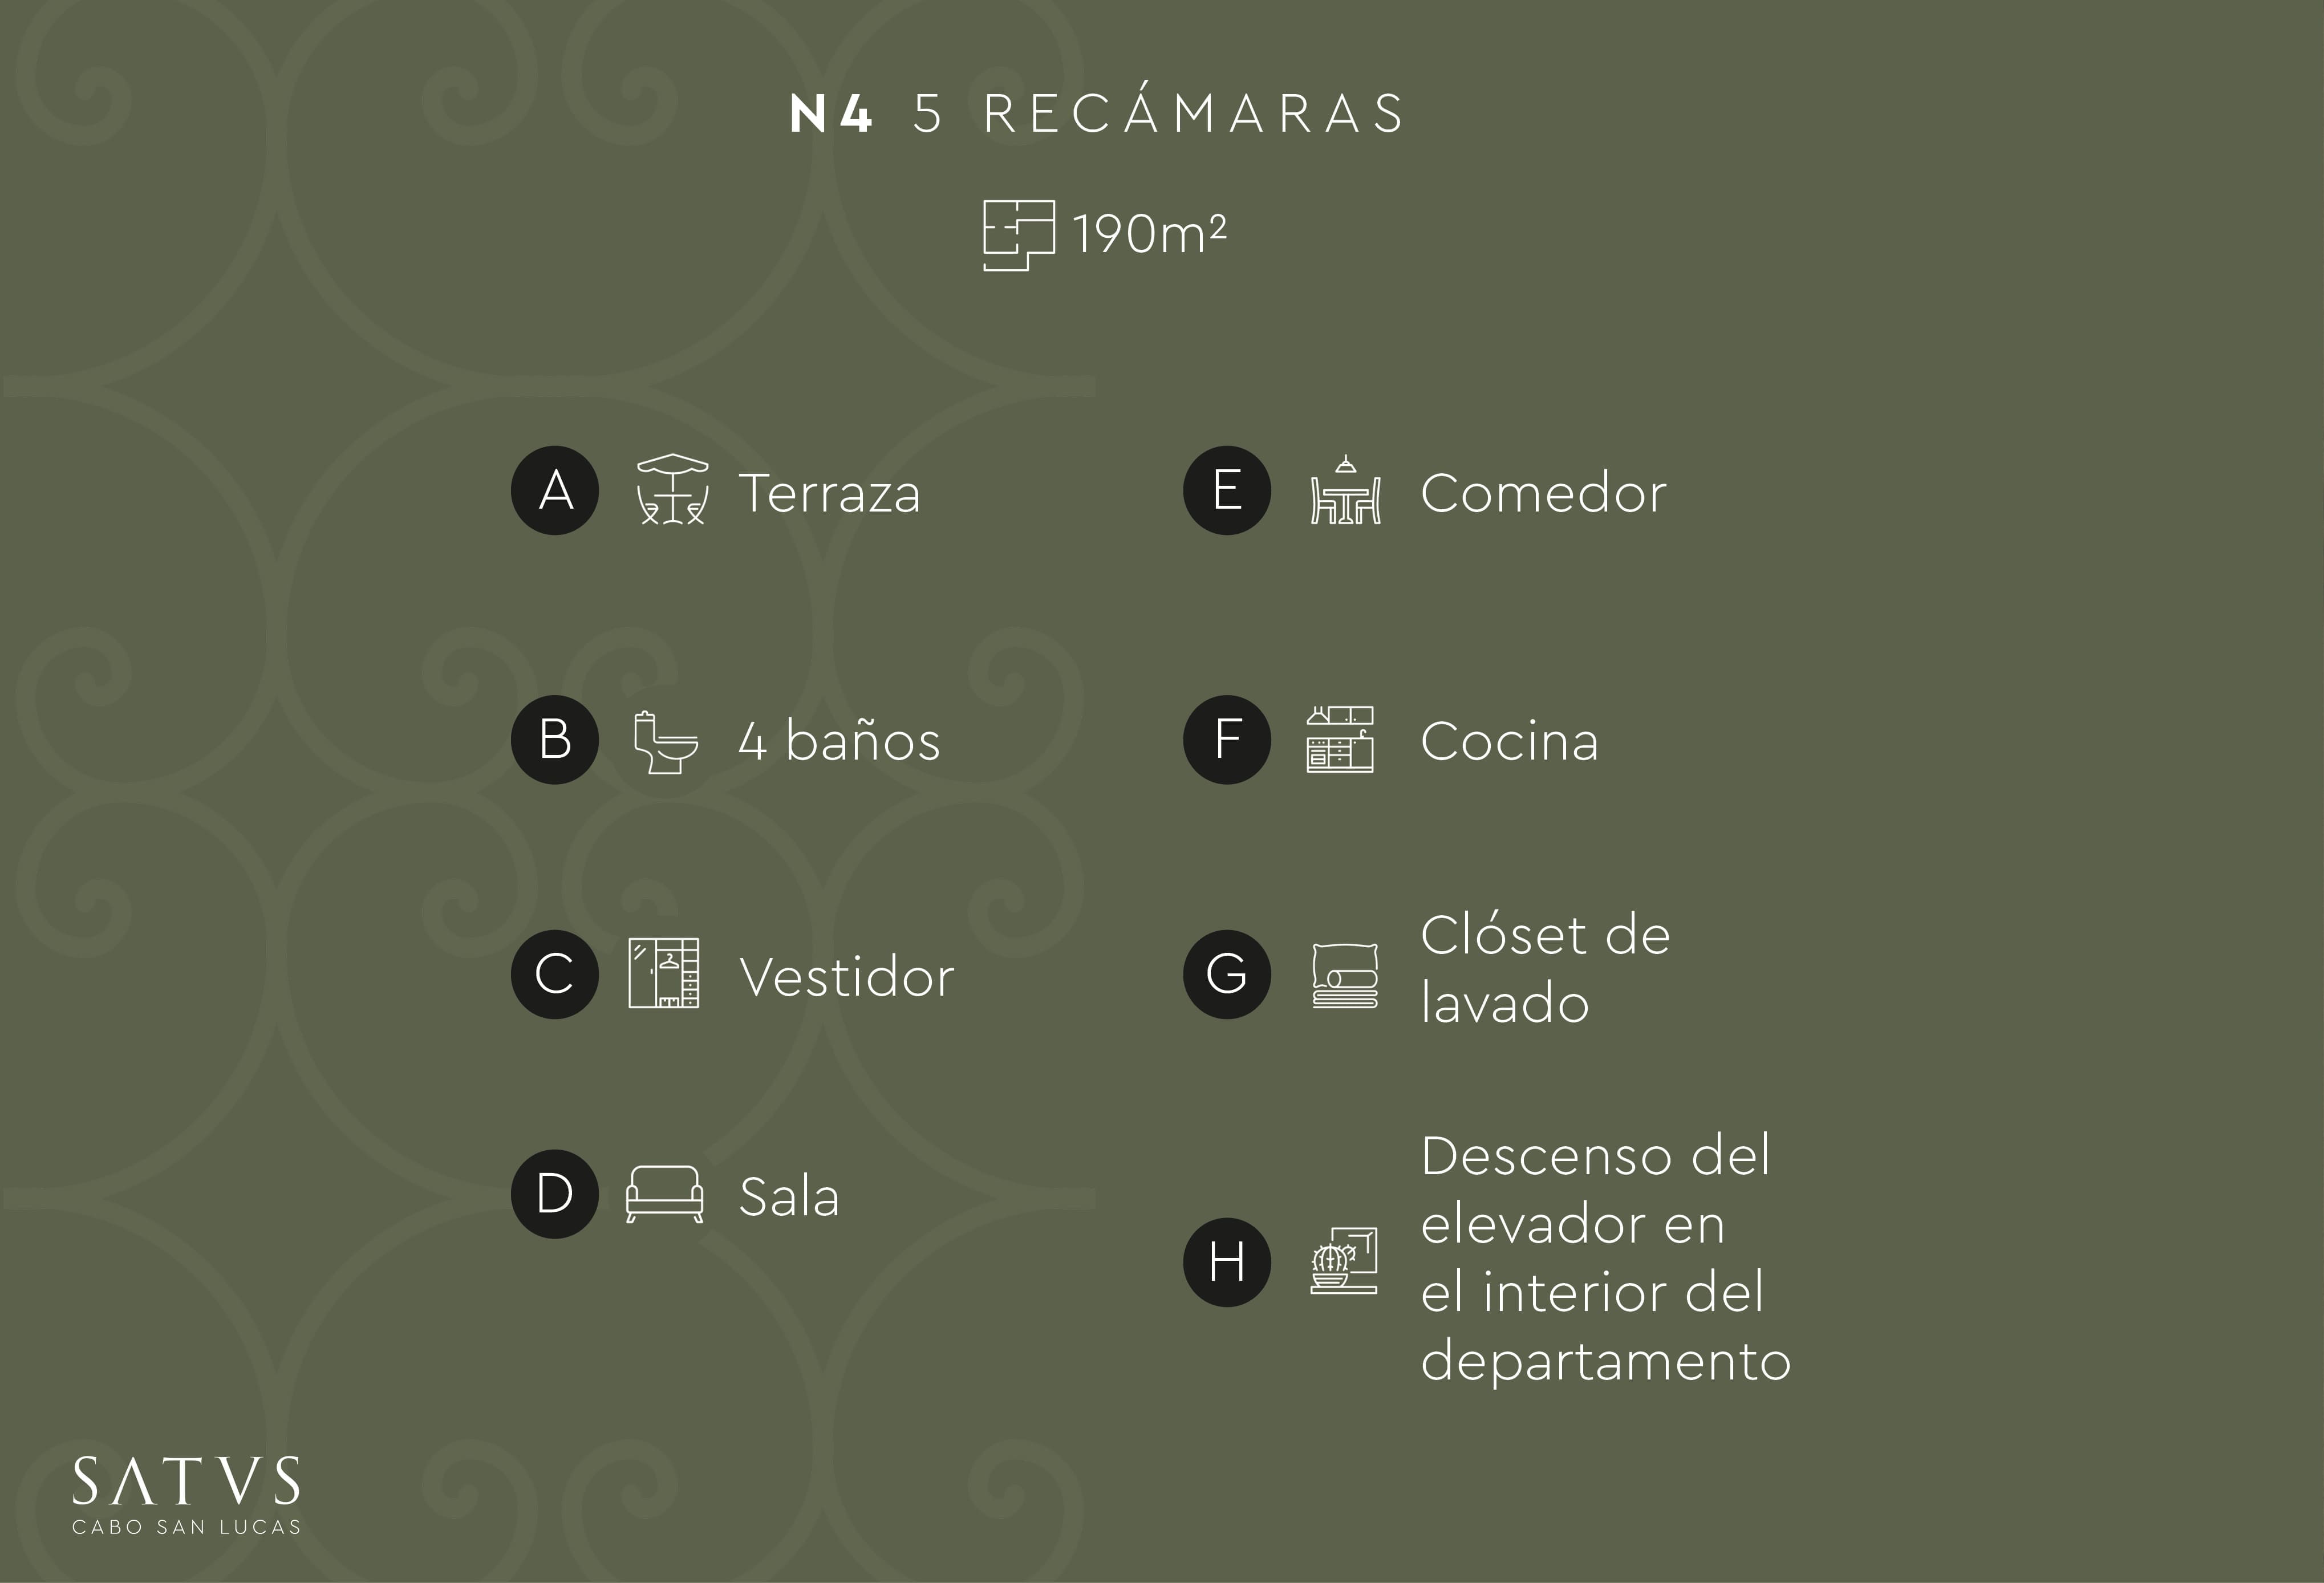 N4 5 RECÁMARAS
190m²
A Terraza
B 4 baños
C Vestidor
D Sala
E Comedor
F Cocina
G Clóset de
lavado
H Descenso del
elevador en
el interior del
departamento
SATVS
CABO SAN LUCAS